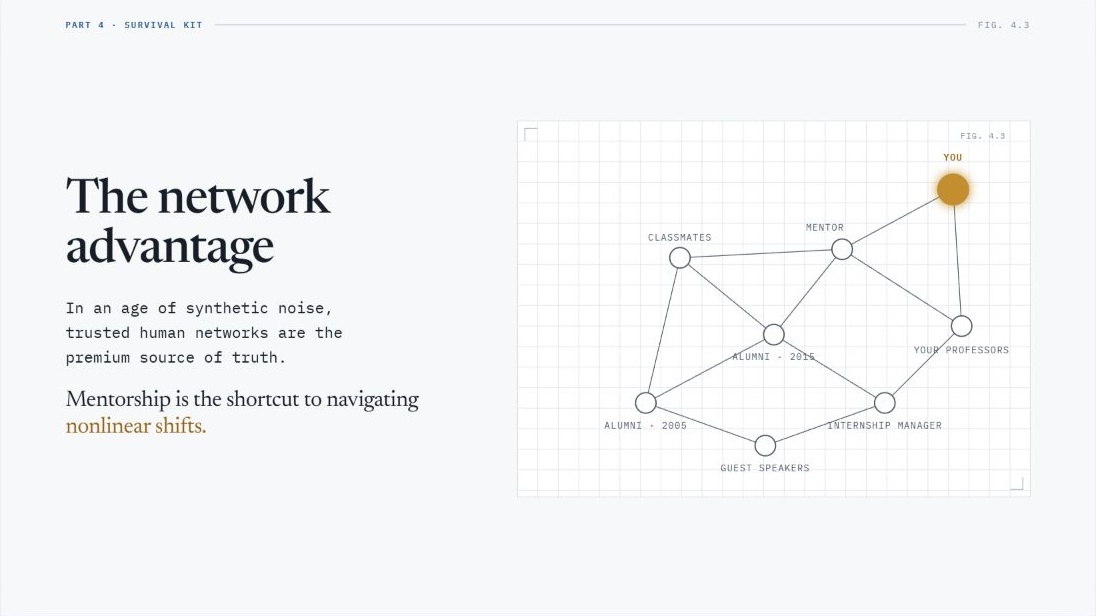 PART 4 · SURVIVAL KIT
FIG. 4.3
The network
advantage
In an age of synthetic noise,
trusted human networks are the
premium source of truth.
Mentorship is the shortcut to navigating
nonlinear shifts.
FIG. 4.3
YOU
MENTOR
CLASSMATES
YOUR PROFESSORS
ALUMNI · 2015
ALUMNI · 2005
INTERNSHIP MANAGER
GUEST SPEAKERS